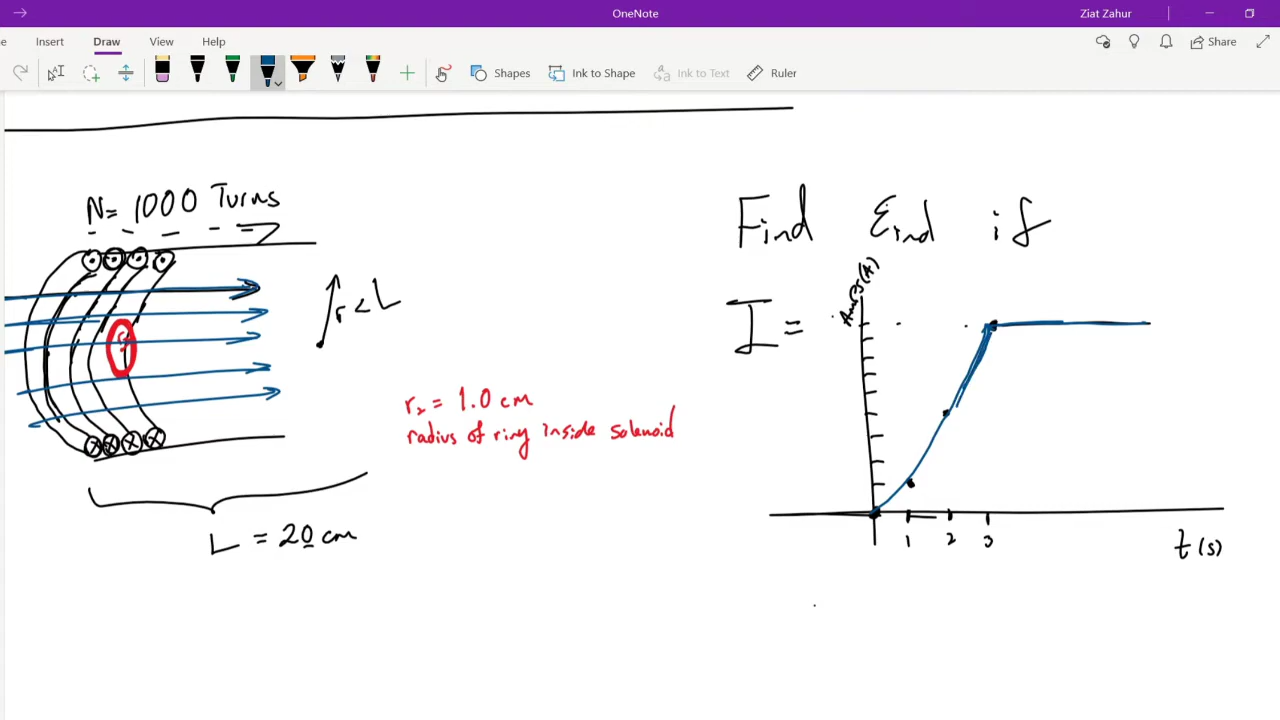 OneNote
Ziat Zahur
Insert Draw View Help
Share
Shapes
Ink to Shape
Ink to Text
Ruler
N= 1000 Turns
r < L
r₂ = 1.0 cm
radius of ring inside solenoid
L = 20 cm
Find Ɛind if
I =
1 2 3
t (s)